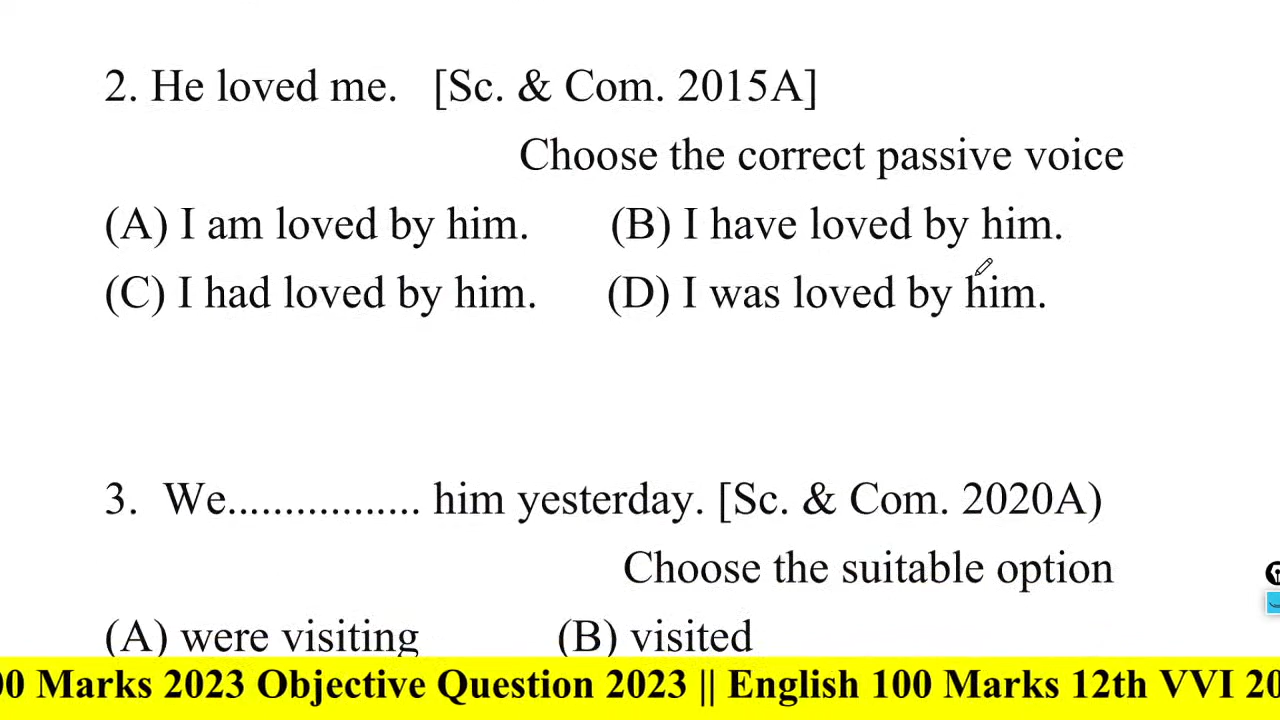 2. He loved me. [Sc. & Com. 2015A]
Choose the correct passive voice
(A) I am loved by him. (B) I have loved by him.
(C) I had loved by him. (D) I was loved by him.
3. We................. him yesterday. [Sc. & Com. 2020A)
Choose the suitable option
(A) were visiting (B) visited
00 Marks 2023 Objective Question 2023 || English 100 Marks 12th VVI 20